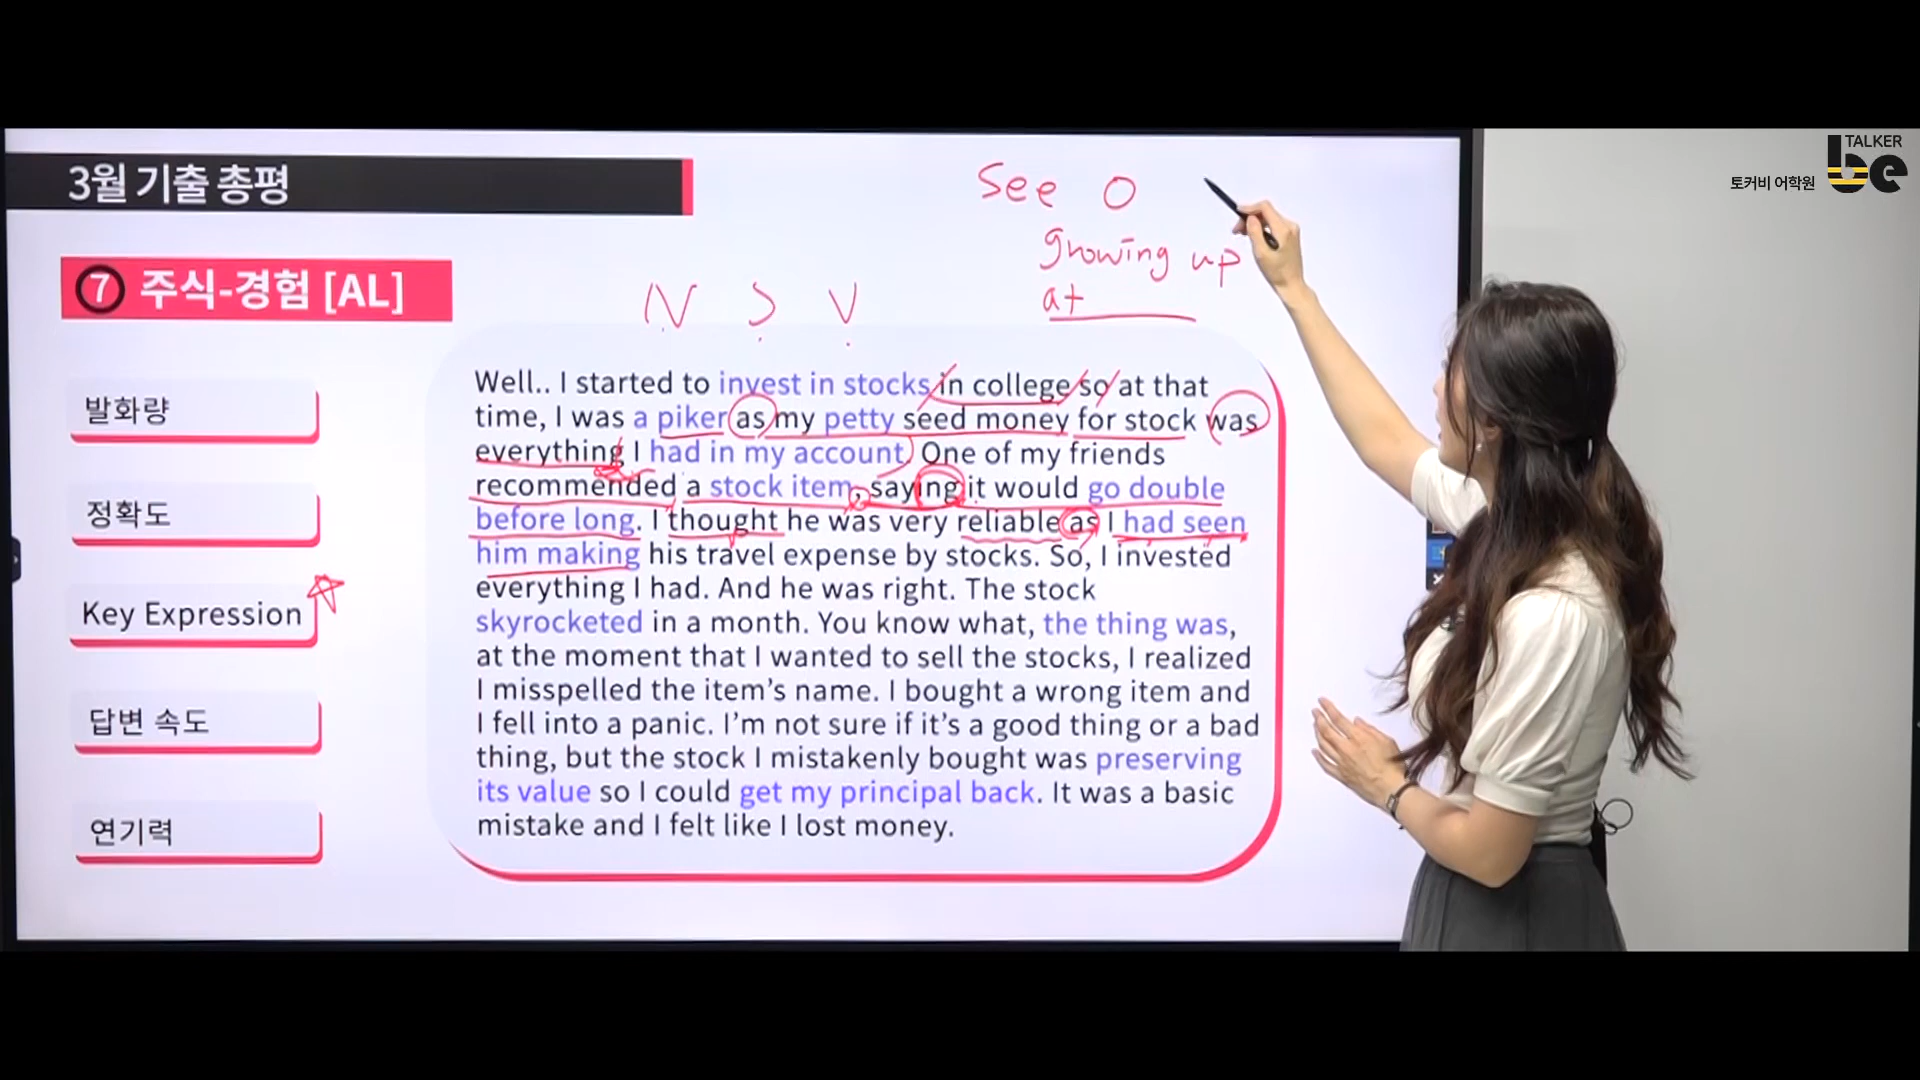 TALKER
be
토커비 어학원
3월 기출 총평
See O
growing up
at
7 주식-경험 [AL]
N S V
발화량
정확도
Key Expression
답변 속도
연기력
Well.. I started to invest in stocks in college so at that
time, I was a piker as my petty seed money for stock was
everything I had in my account. One of my friends
recommended a stock item, saying it would go double
before long. I thought he was very reliable as I had seen
him making his travel expense by stocks. So, I invested
everything I had. And he was right. The stock
skyrocketed in a month. You know what, the thing was,
at the moment that I wanted to sell the stocks, I realized
I misspelled the item's name. I bought a wrong item and
I fell into a panic. I'm not sure if it's a good thing or a bad
thing, but the stock I mistakenly bought was preserving
its value so I could get my principal back. It was a basic
mistake and I felt like I lost money.